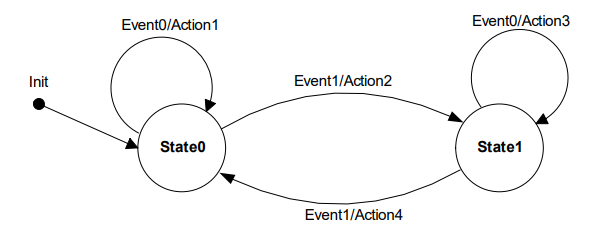 Event0/Action1
Event0/Action3
Init
Event1/Action2
State0
State1
Event1/Action4